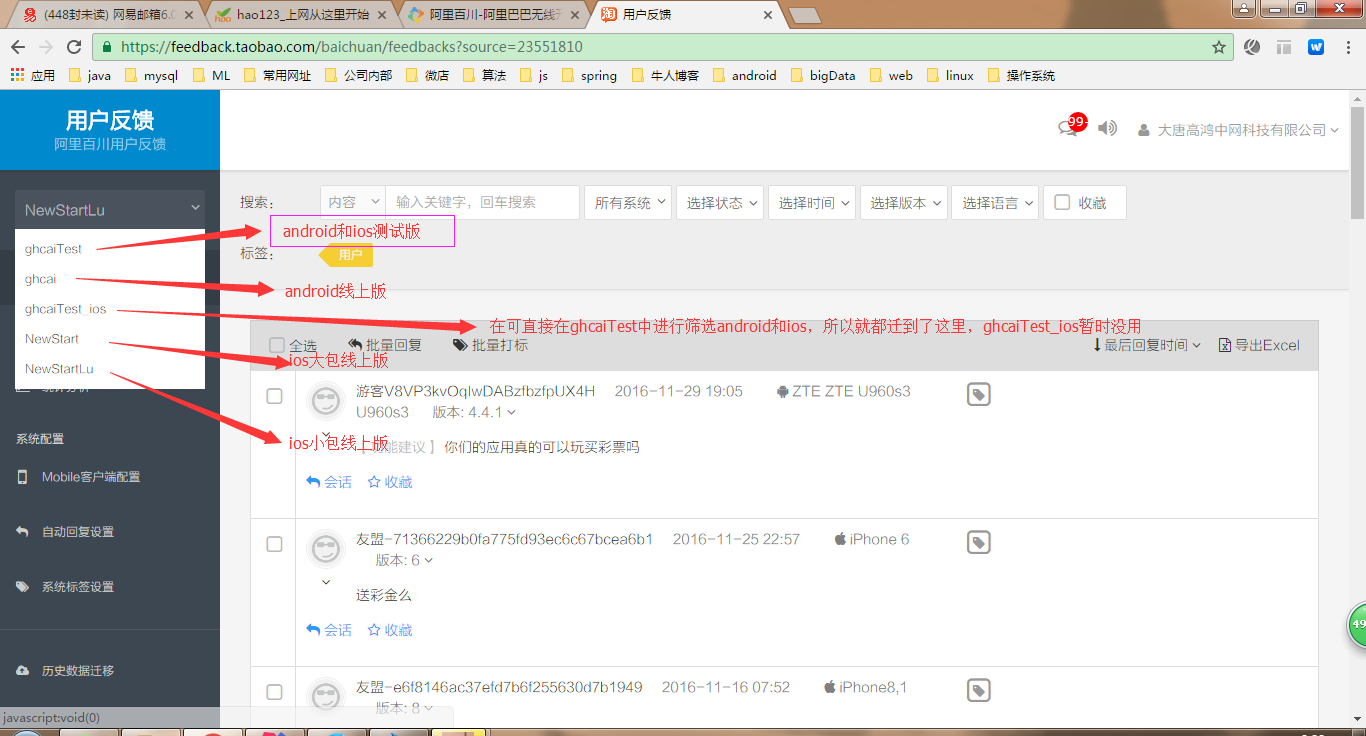 (448封未读) 网易邮箱6.0
hao123_上网从这里开始
阿里百川-阿里巴巴无线开
用户反馈
https://feedback.taobao.com/baichuan/feedbacks?source=23551810
应用 java mysql ML 常用网址 公司内部 微店 算法 js spring 牛人博客 android bigData web linux 操作系统
用户反馈
阿里百川用户反馈
99+
大唐高鸿中网科技有限公司
NewStartLu
ghcaiTest
ghcai
ghcaiTest_ios
NewStart
NewStartLu
统计分析
系统配置
Mobile客户端配置
自动回复设置
系统标签设置
历史数据迁移
javascript:void(0)
搜索： 内容 输入关键字，回车搜索 所有系统 选择状态 选择时间 选择版本 选择语言 收藏
android和ios测试版
标签： 用户
android线上版
在可直接在ghcaiTest中进行筛选android和ios，所以就都迁到了这里，ghcaiTest_ios暂时没用
全选 批量回复 批量打标 最后回复时间 导出Excel
ios大包线上版
游客V8VP3kvOqIwDABzfbzfpUX4H 2016-11-29 19:05 ZTE ZTE U960s3
U960s3 版本: 4.4.1
ios小包线上版
能建议 】 你们的应用真的可以玩买彩票吗
会话 收藏
友盟-71366229b0fa775fd93ec6c67bcea6b1 2016-11-25 22:57 iPhone 6
版本: 6
送彩金么
会话 收藏
友盟-e6f8146ac37efd7b6f255630d7b1949 2016-11-16 07:52 iPhone8,1
版本: 8
49